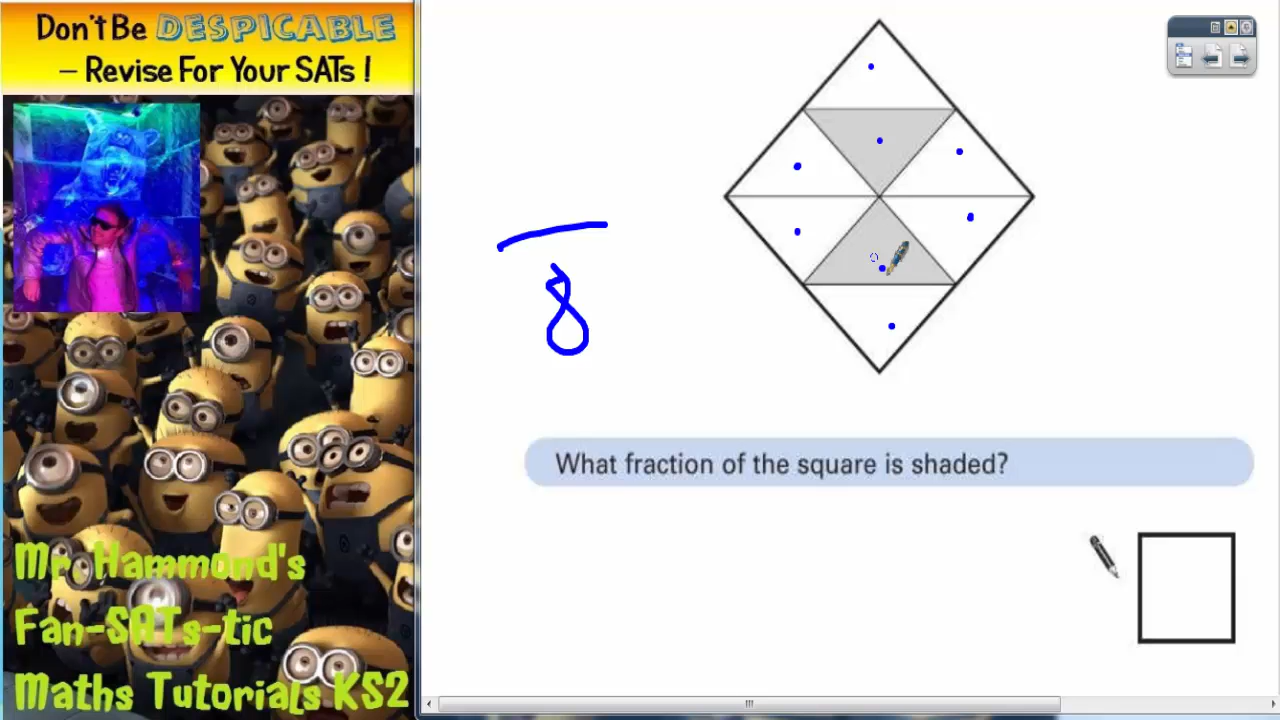 Don't Be DESPICABLE
– Revise For Your SATs !
8
What fraction of the square is shaded?
Mr. Hammond's
Fan-SATs-tic
Maths Tutorials KS2